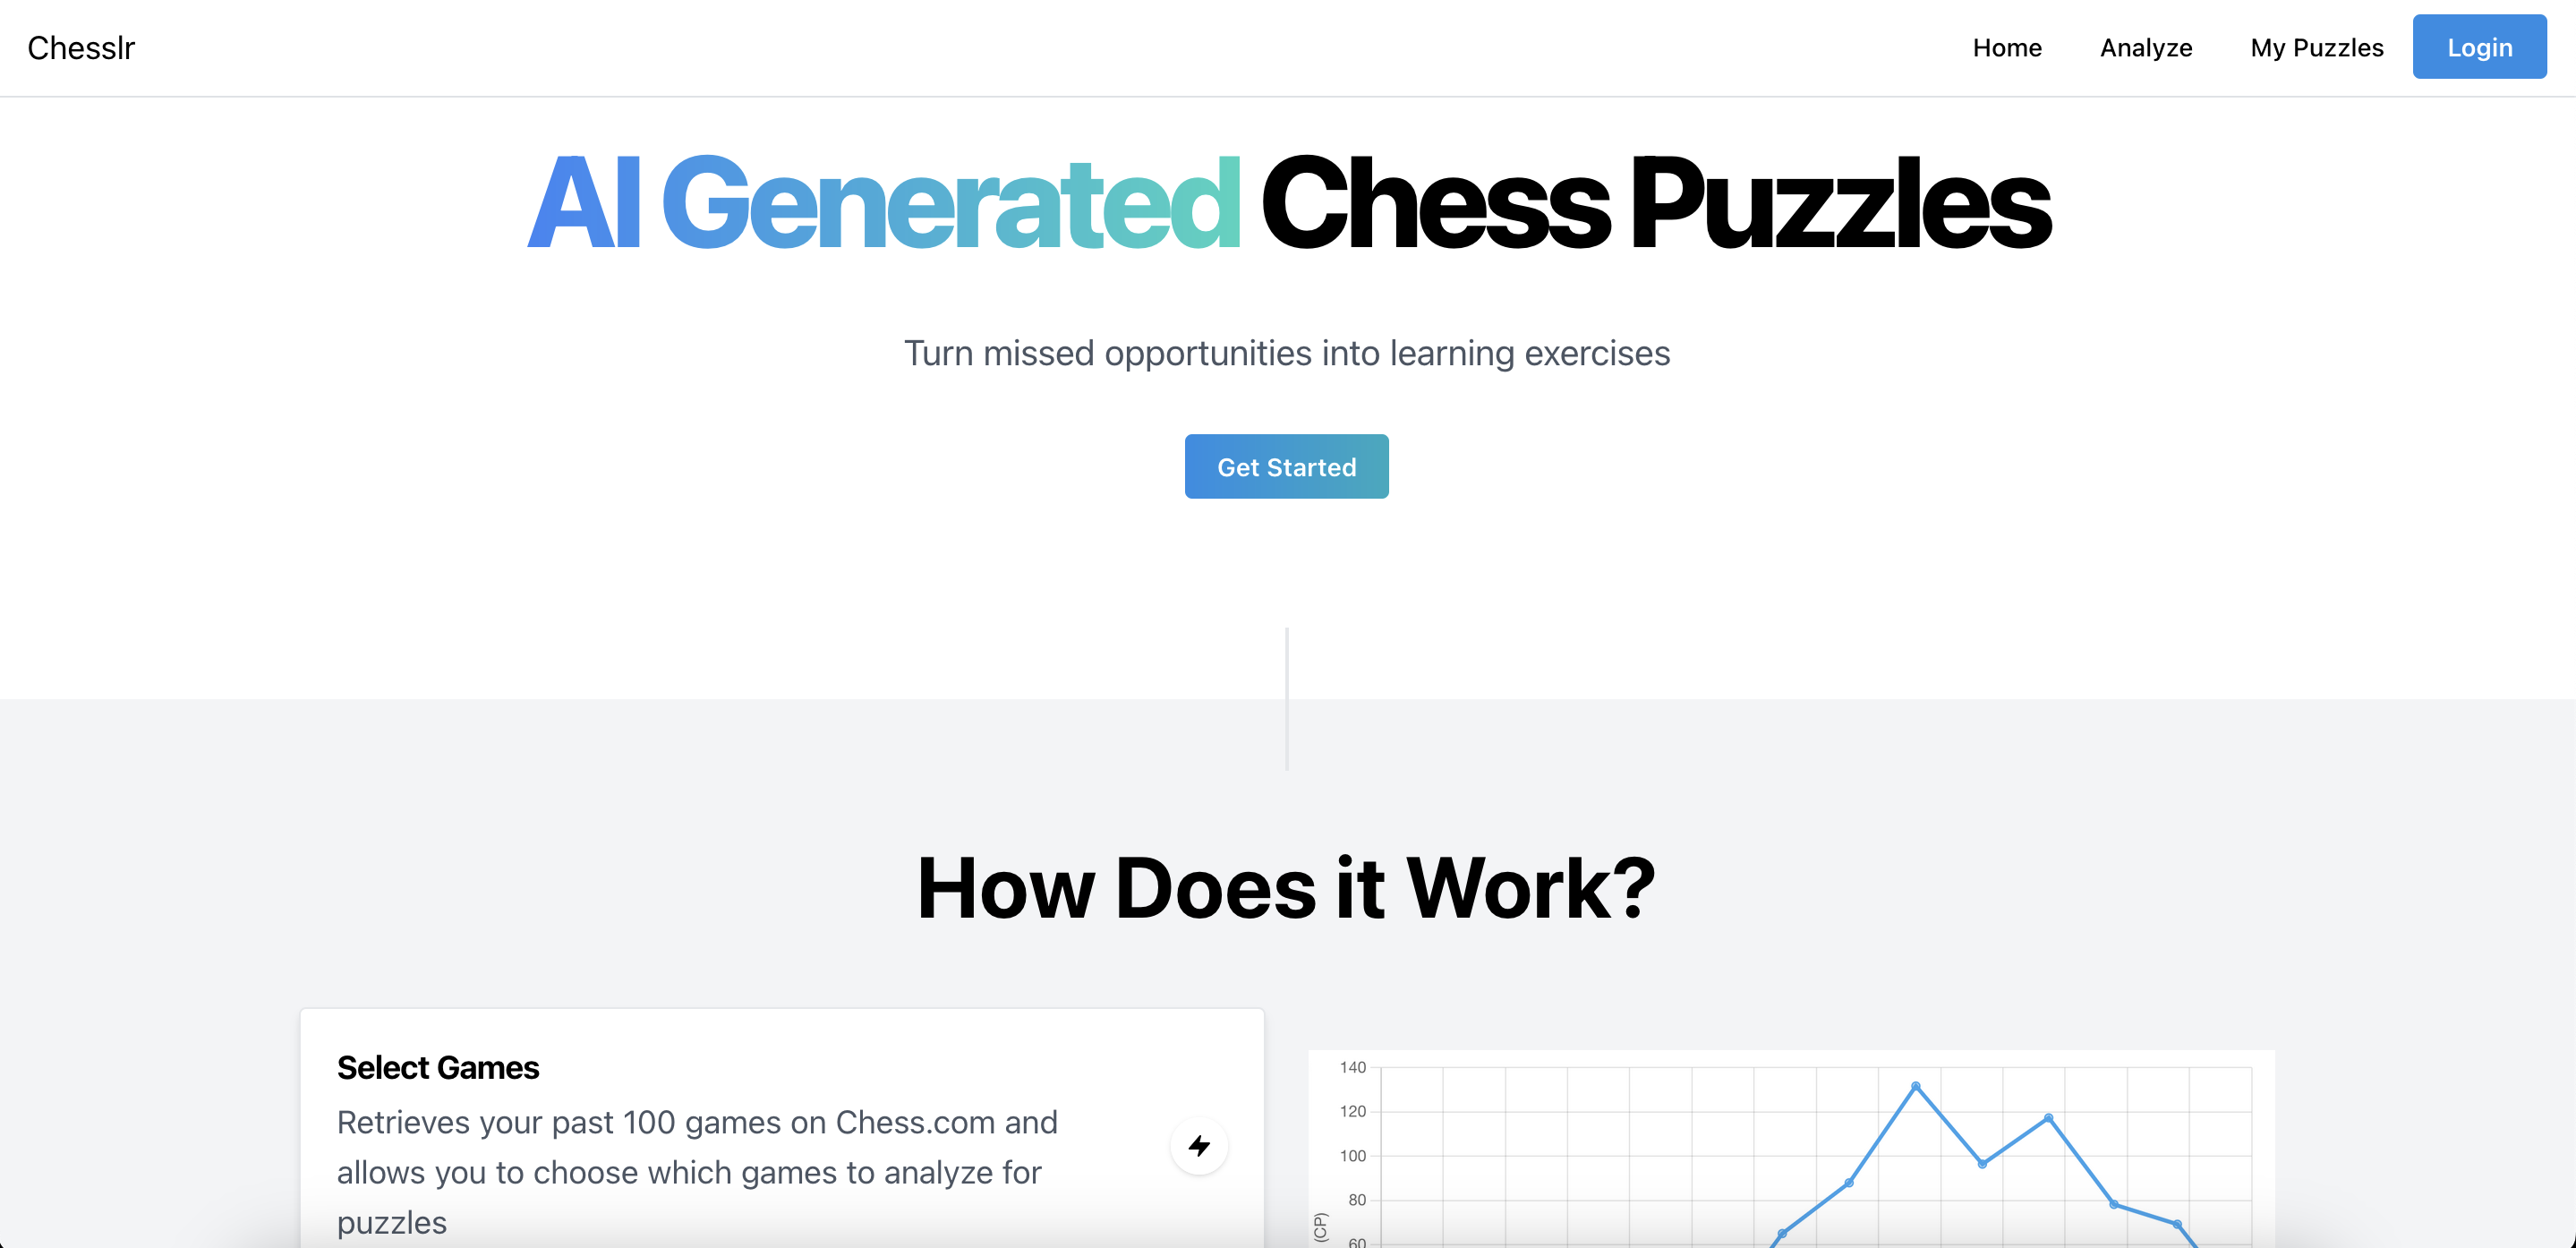 Chesslr
Home
Analyze
My Puzzles
Login
AI Generated Chess Puzzles
Turn missed opportunities into learning exercises
Get Started
How Does it Work?
Select Games
Retrieves your past 100 games on Chess.com and
allows you to choose which games to analyze for
puzzles
140
120
100
80
60
(CP)